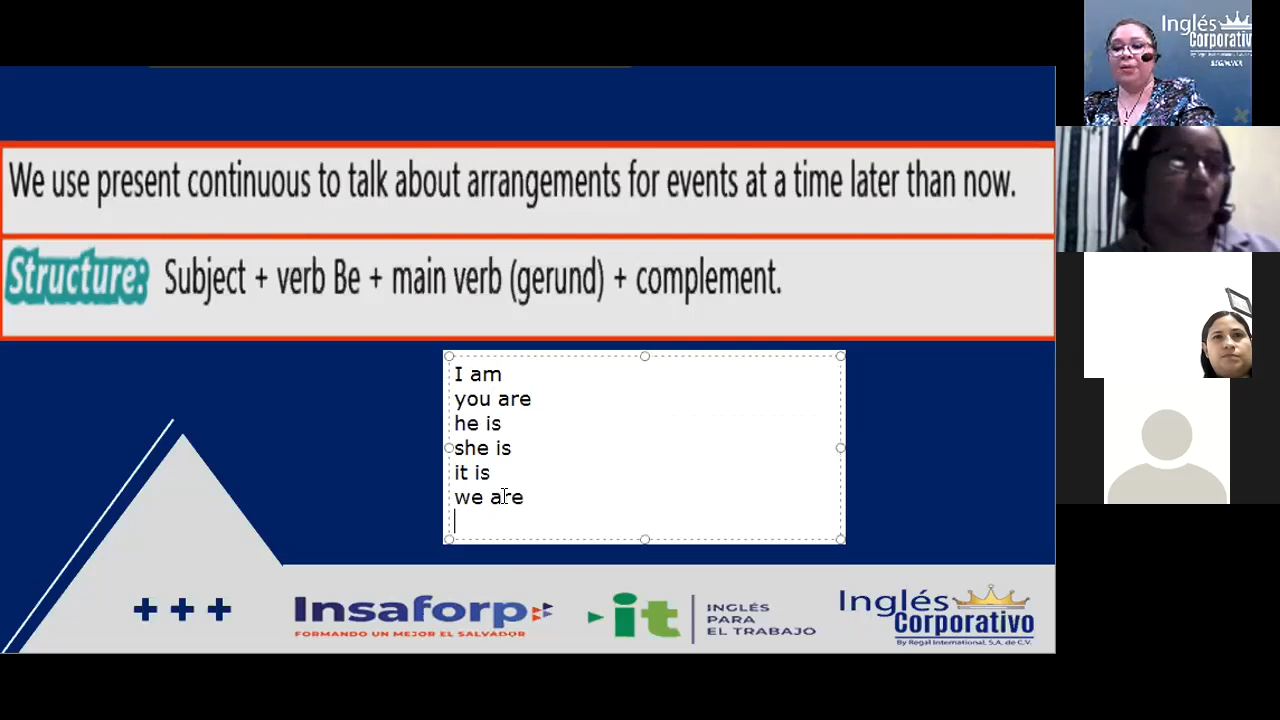 We use present continuous to talk about arrangements for events at a time later than now.
Structure: Subject + verb Be + main verb (gerund) + complement.
I am
you are
he is
she is
it is
we are
Insaforp
FORMANDO UN MEJOR EL SALVADOR
it
INGLÉS
PARA
EL TRABAJO
Inglés
Corporativo
By Regal International, S.A. de C.V.
Inglés
Corporativo